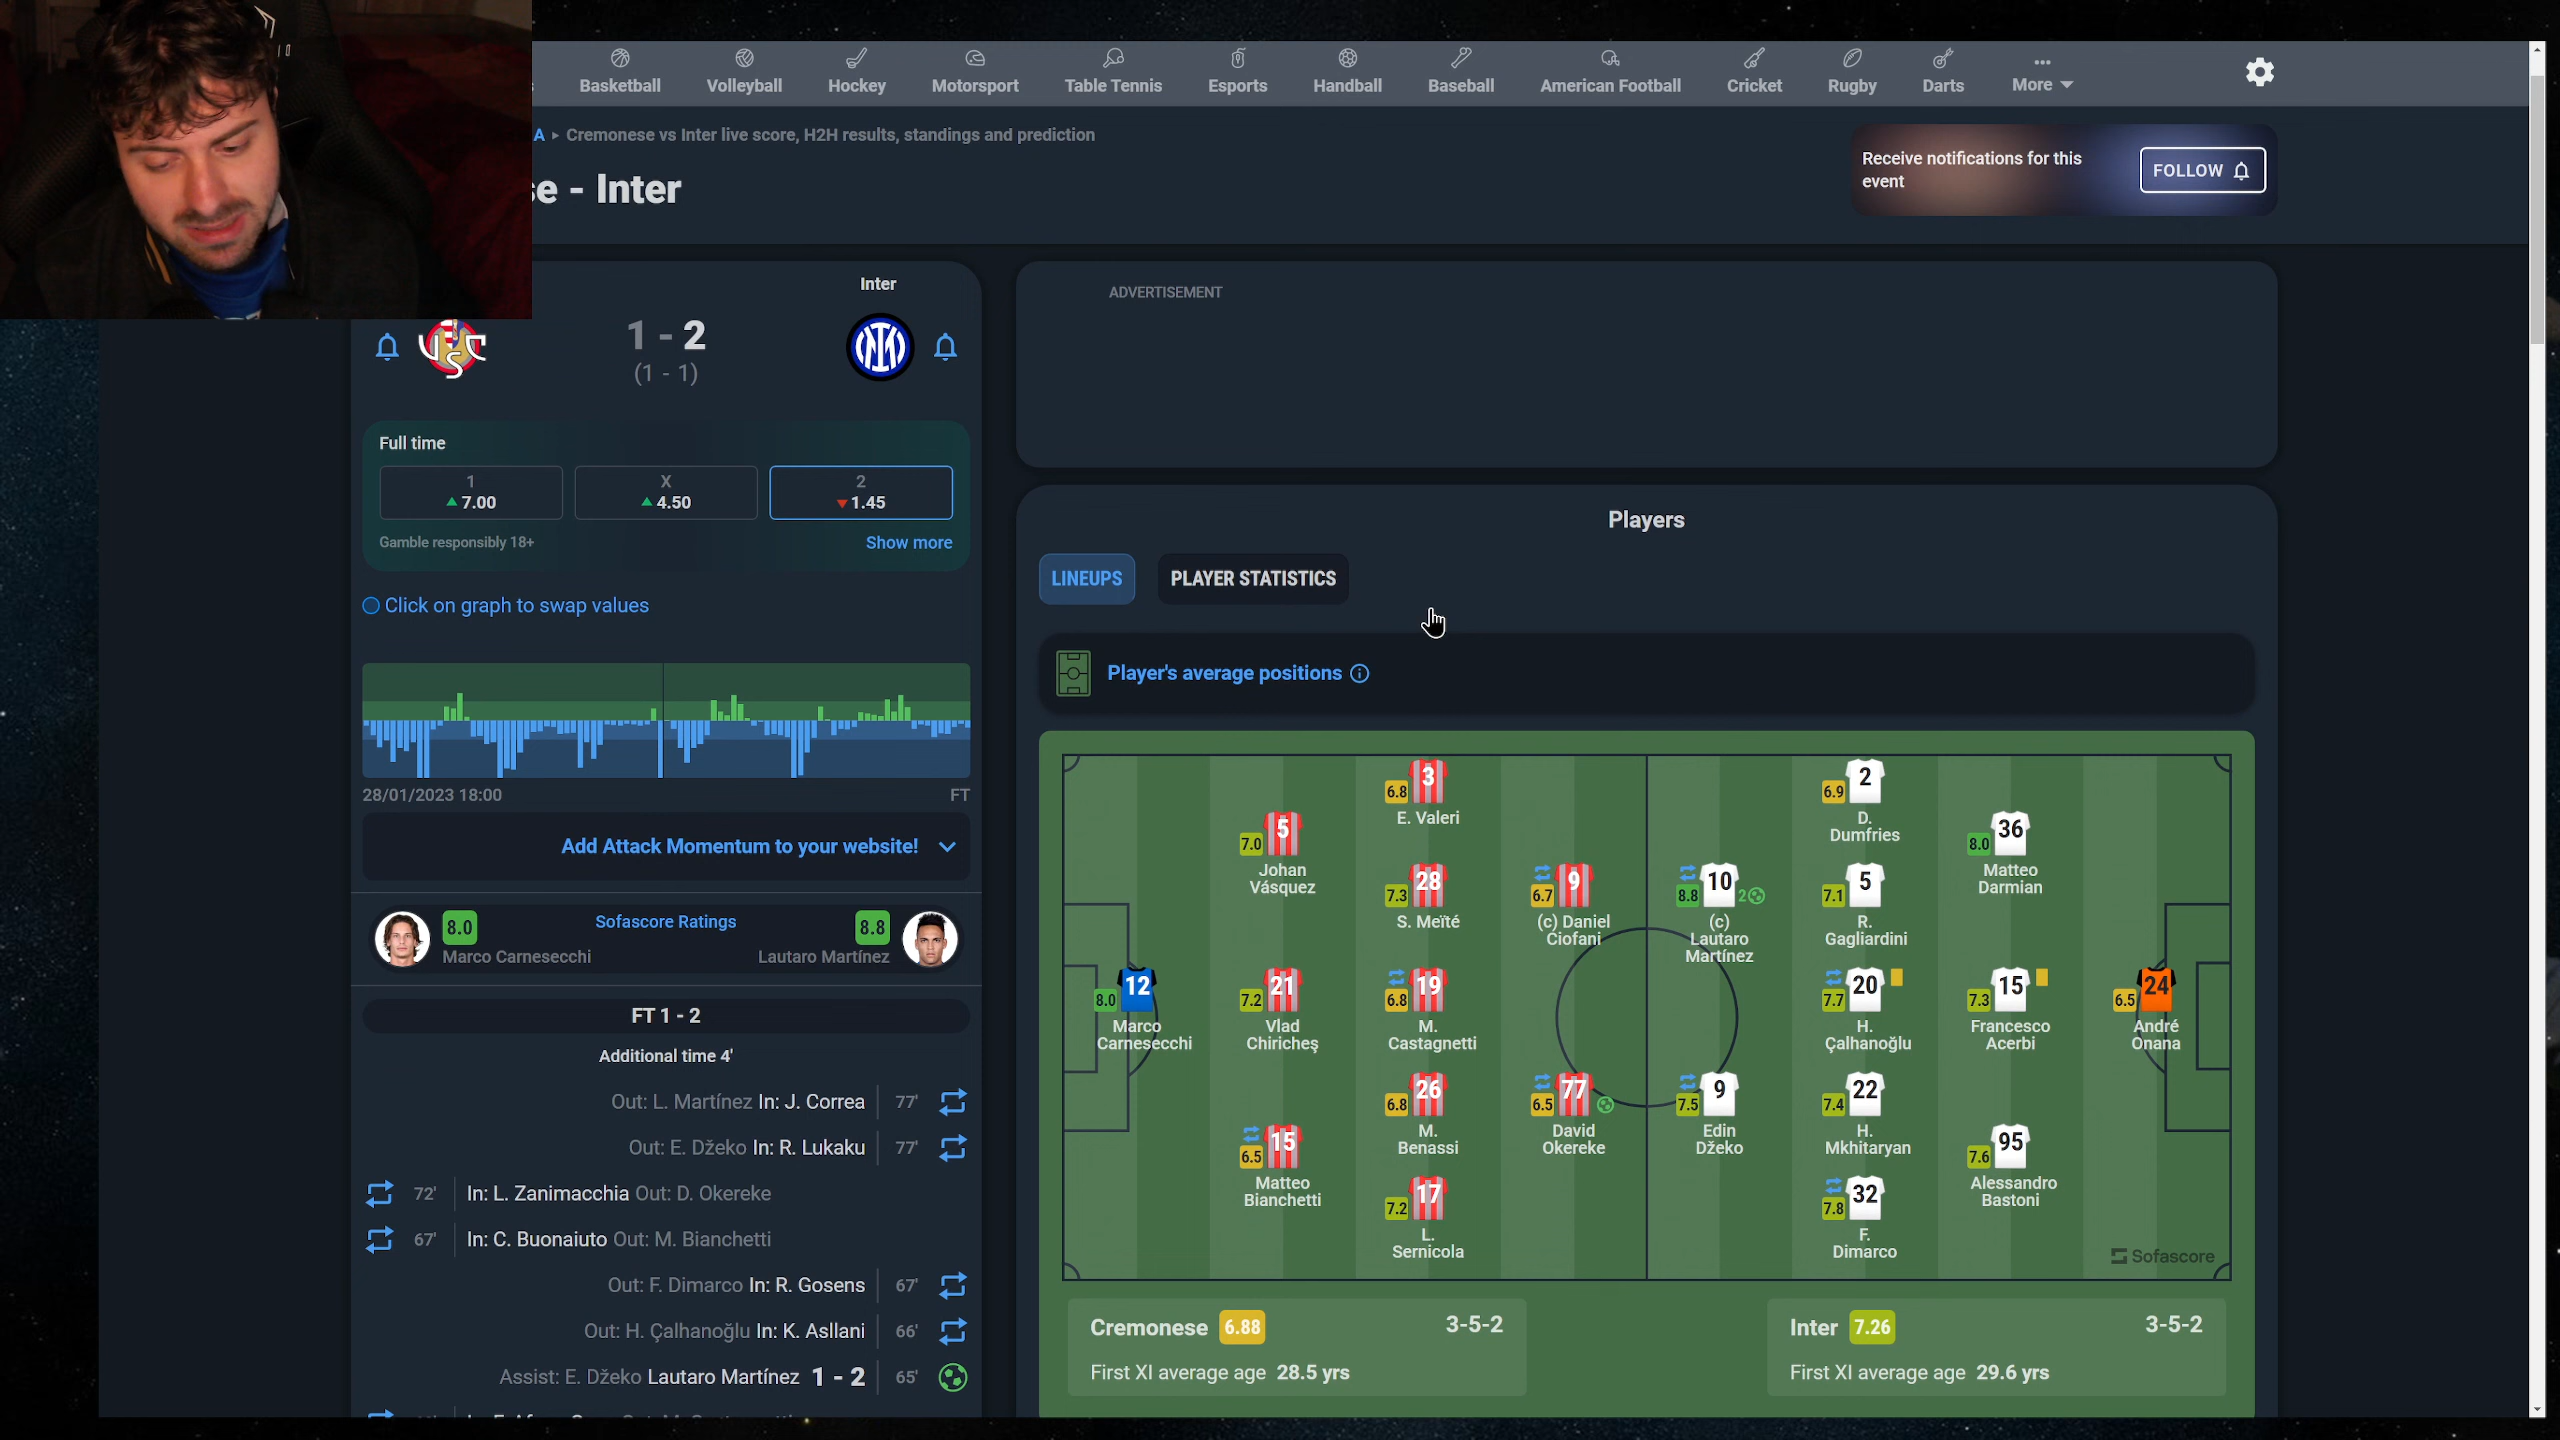 Basketball
Volleyball
Hockey
Motorsport
Table Tennis
Esports
Handball
Baseball
American Football
Cricket
Rugby
Darts
More
A ▸ Cremonese vs Inter live score, H2H results, standings and prediction
se - Inter
Receive notifications for this
event
FOLLOW
Inter
1 - 2
(1 - 1)
Full time
1
7.00
X
4.50
2
1.45
Gamble responsibly 18+
Show more
Click on graph to swap values
28/01/2023 18:00
FT
Add Attack Momentum to your website!
8.0
Marco Carnesecchi
Sofascore Ratings
8.8
Lautaro Martínez
FT 1 - 2
Additional time 4'
Out: L. Martínez In: J. Correa 77'
Out: E. Džeko In: R. Lukaku 77'
72' In: L. Zanimacchia Out: D. Okereke
67' In: C. Buonaiuto Out: M. Bianchetti
Out: F. Dimarco In: R. Gosens 67'
Out: H. Çalhanoğlu In: K. Asllani 66'
Assist: E. Džeko Lautaro Martínez 1 - 2 65'
ADVERTISEMENT
Players
LINEUPS
PLAYER STATISTICS
Player's average positions
12
8.0
Marco
Carnesecchi
5
7.0
Johan
Vásquez
21
7.2
Vlad
Chiricheş
15
6.5
Matteo
Bianchetti
3
6.8
E. Valeri
28
7.3
S. Meïté
19
6.8
M.
Castagnetti
26
6.8
M.
Benassi
17
7.2
L.
Sernicola
9
6.7
(c) Daniel
Ciofani
77
6.5
David
Okereke
10
8.8
2
(c)
Lautaro
Martínez
9
7.5
Edin
Džeko
2
6.9
D.
Dumfries
5
7.1
R.
Gagliardini
20
7.7
H.
Çalhanoğlu
22
7.4
H.
Mkhitaryan
32
7.8
F.
Dimarco
36
8.0
Matteo
Darmian
15
7.3
Francesco
Acerbi
95
7.6
Alessandro
Bastoni
24
6.5
André
Onana
Sofascore
Cremonese 6.88
3-5-2
First XI average age 28.5 yrs
Inter 7.26
3-5-2
First XI average age 29.6 yrs